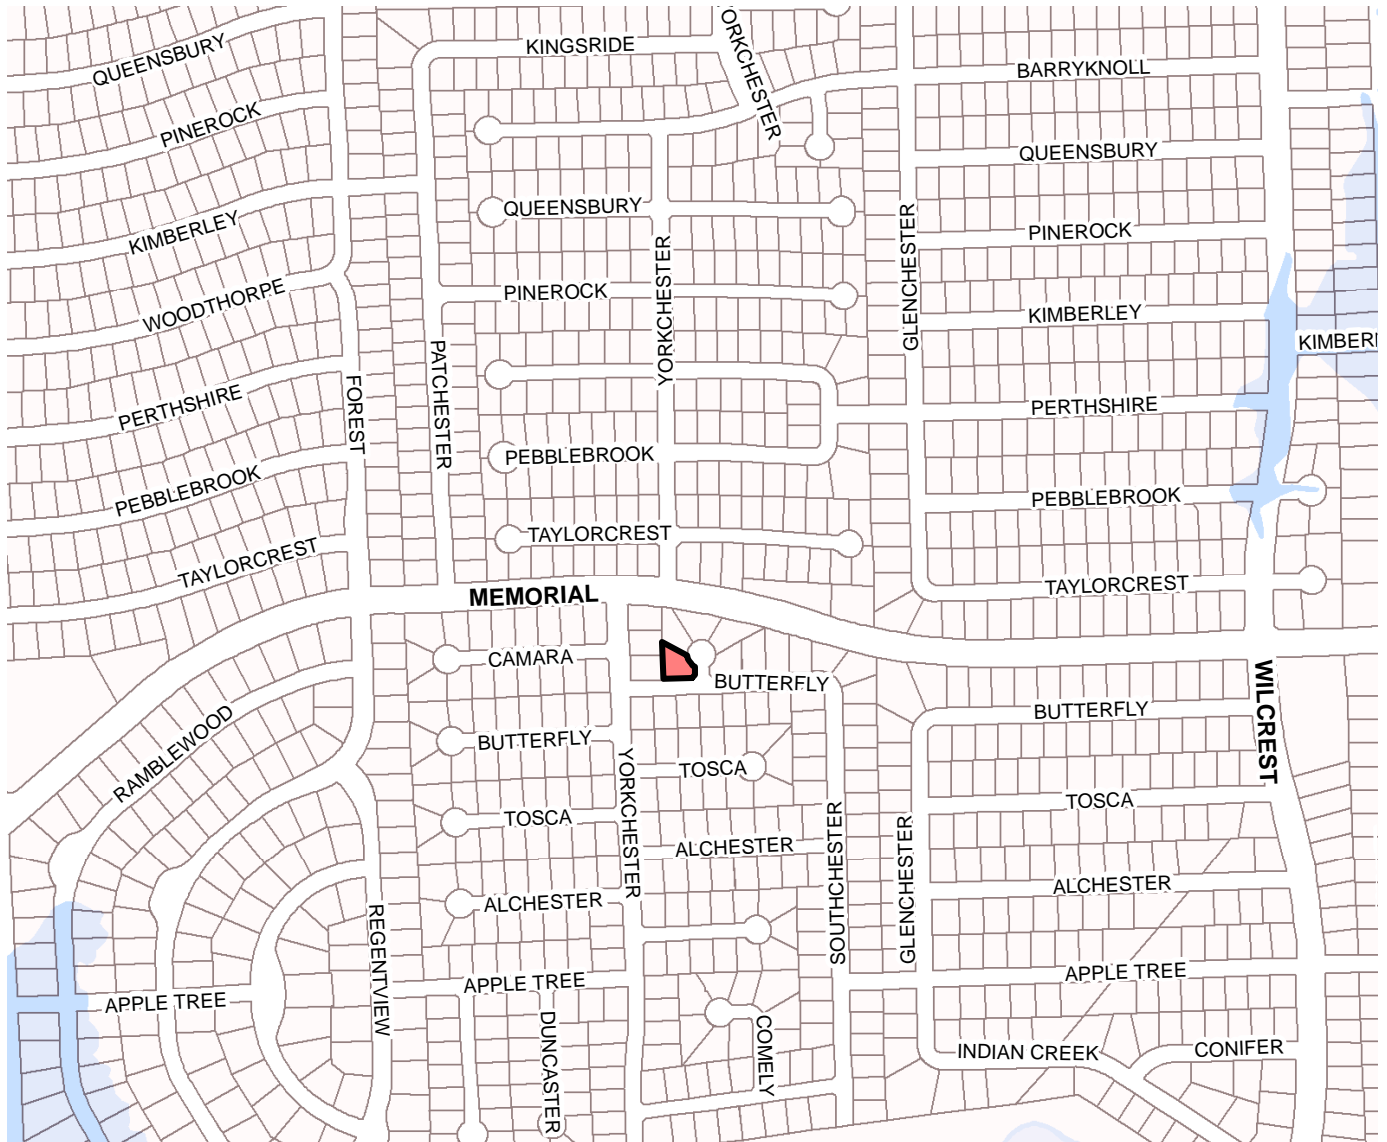 QUEENSBURY
KINGSRIDE
YORKCHESTER
BARRYKNOLL
PINEROCK
QUEENSBURY
QUEENSBURY
KIMBERLEY
GLENCHESTER
PINEROCK
YORKCHESTER
WOODTHORPE
PINEROCK
KIMBERLEY
KIMBERL
PATCHESTER
PERTHSHIRE
FOREST
PERTHSHIRE
PEBBLEBROOK
PEBBLEBROOK
PEBBLEBROOK
TAYLORCREST
TAYLORCREST
TAYLORCREST
MEMORIAL
CAMARA
BUTTERFLY
WILCREST
RAMBLEWOOD
BUTTERFLY
BUTTERFLY
YORKCHESTER
TOSCA
TOSCA
TOSCA
SOUTHCHESTER
GLENCHESTER
ALCHESTER
ALCHESTER
ALCHESTER
REGENTVIEW
APPLE TREE
APPLE TREE
APPLE TREE
DUNCASTER
COMELY
INDIAN CREEK
CONIFER